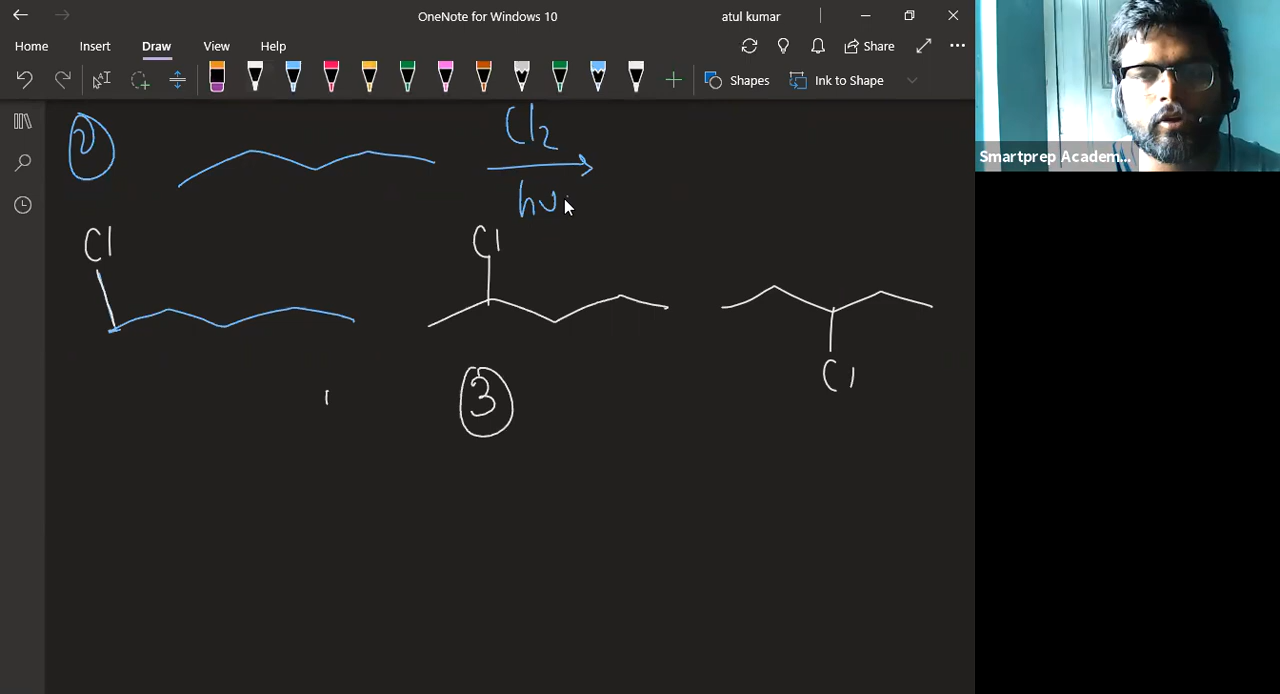 OneNote for Windows 10
atul kumar
Home Insert Draw View Help
Share
Shapes
Ink to Shape
2
Cl2
hν
Smartprep Academ...
Cl
Cl
Cl
3